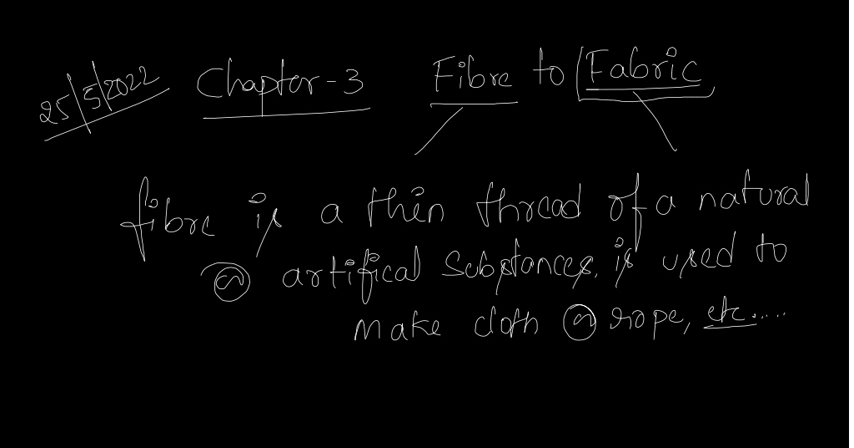 25/5/2022 Chapter-3 Fibre to Fabric
fibre is a thin thread of a natural
or artifical substances. is used to
make cloth or rope, etc.....